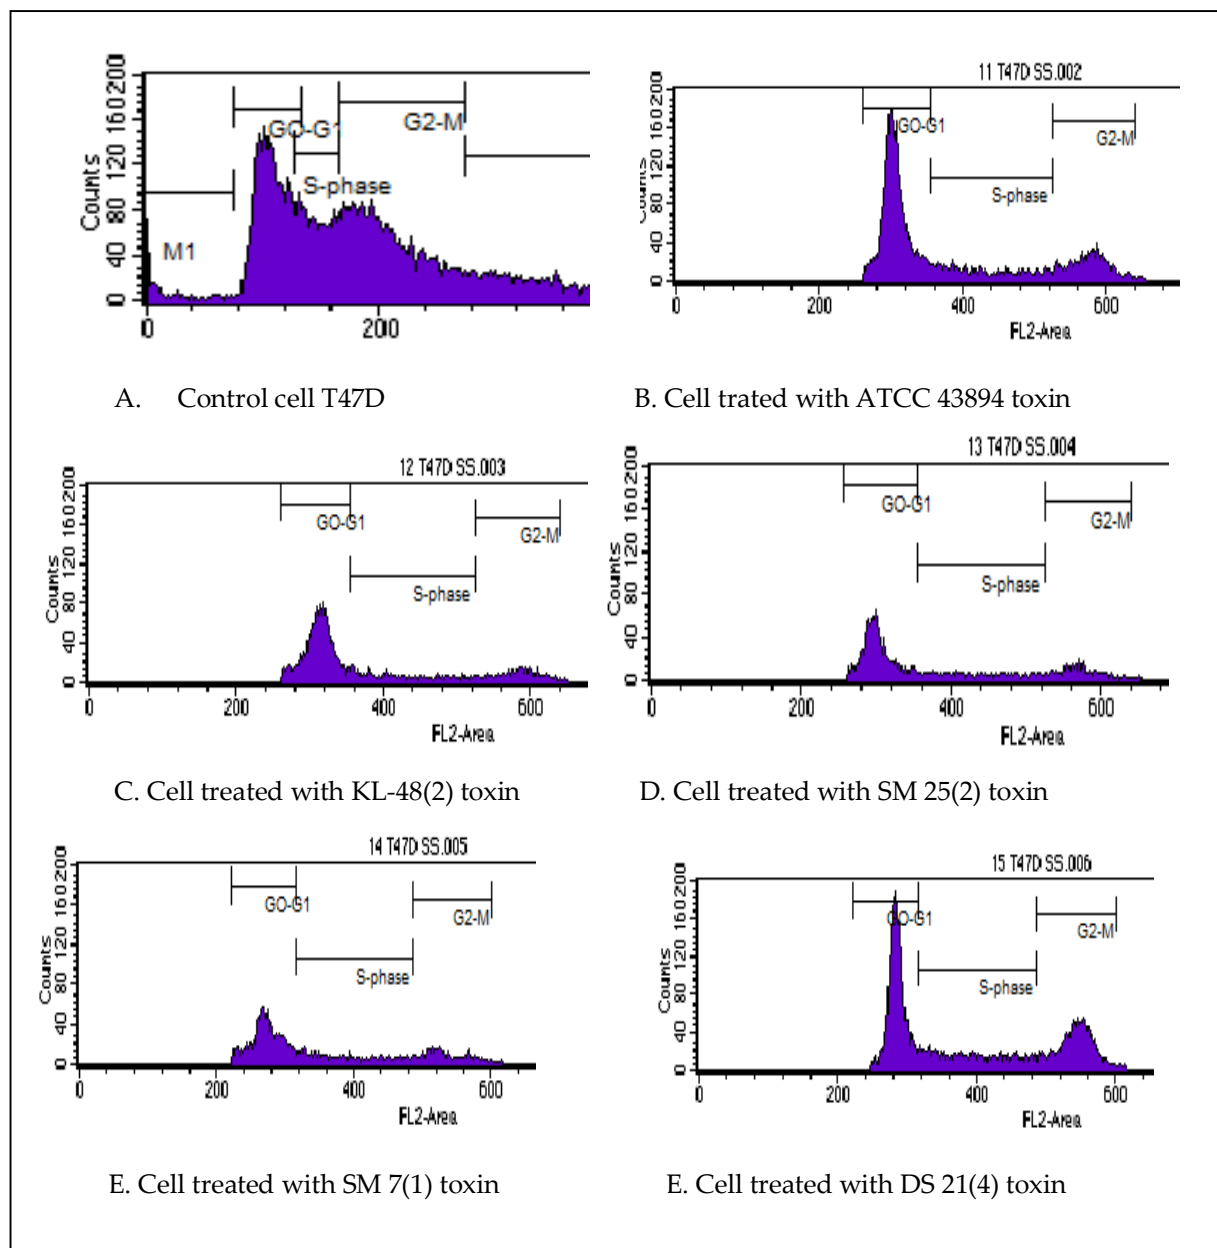 200
160
120
80
40
0
Counts
M1
GO-G1
S-phase
G2-M
0
200
A. Control cell T47D
11 T47D SS.002
200
160
120
80
40
0
Counts
GO-G1
G2-M
S-phase
0
200
400
600
FL2-Area
B. Cell trated with ATCC 43894 toxin
12 T47D SS.003
200
160
120
80
40
0
Counts
GO-G1
G2-M
S-phase
0
200
400
600
FL2-Area
C. Cell treated with KL-48(2) toxin
13 T47D SS.004
200
160
120
80
40
0
Counts
GO-G1
G2-M
S-phase
0
200
400
600
FL2-Area
D. Cell treated with SM 25(2) toxin
14 T47D SS.005
200
160
120
80
40
0
Counts
GO-G1
G2-M
S-phase
0
200
400
600
FL2-Area
E. Cell treated with SM 7(1) toxin
15 T47D SS.006
200
160
120
80
40
0
Counts
GO-G1
G2-M
S-phase
0
200
400
600
FL2-Area
E. Cell treated with DS 21(4) toxin